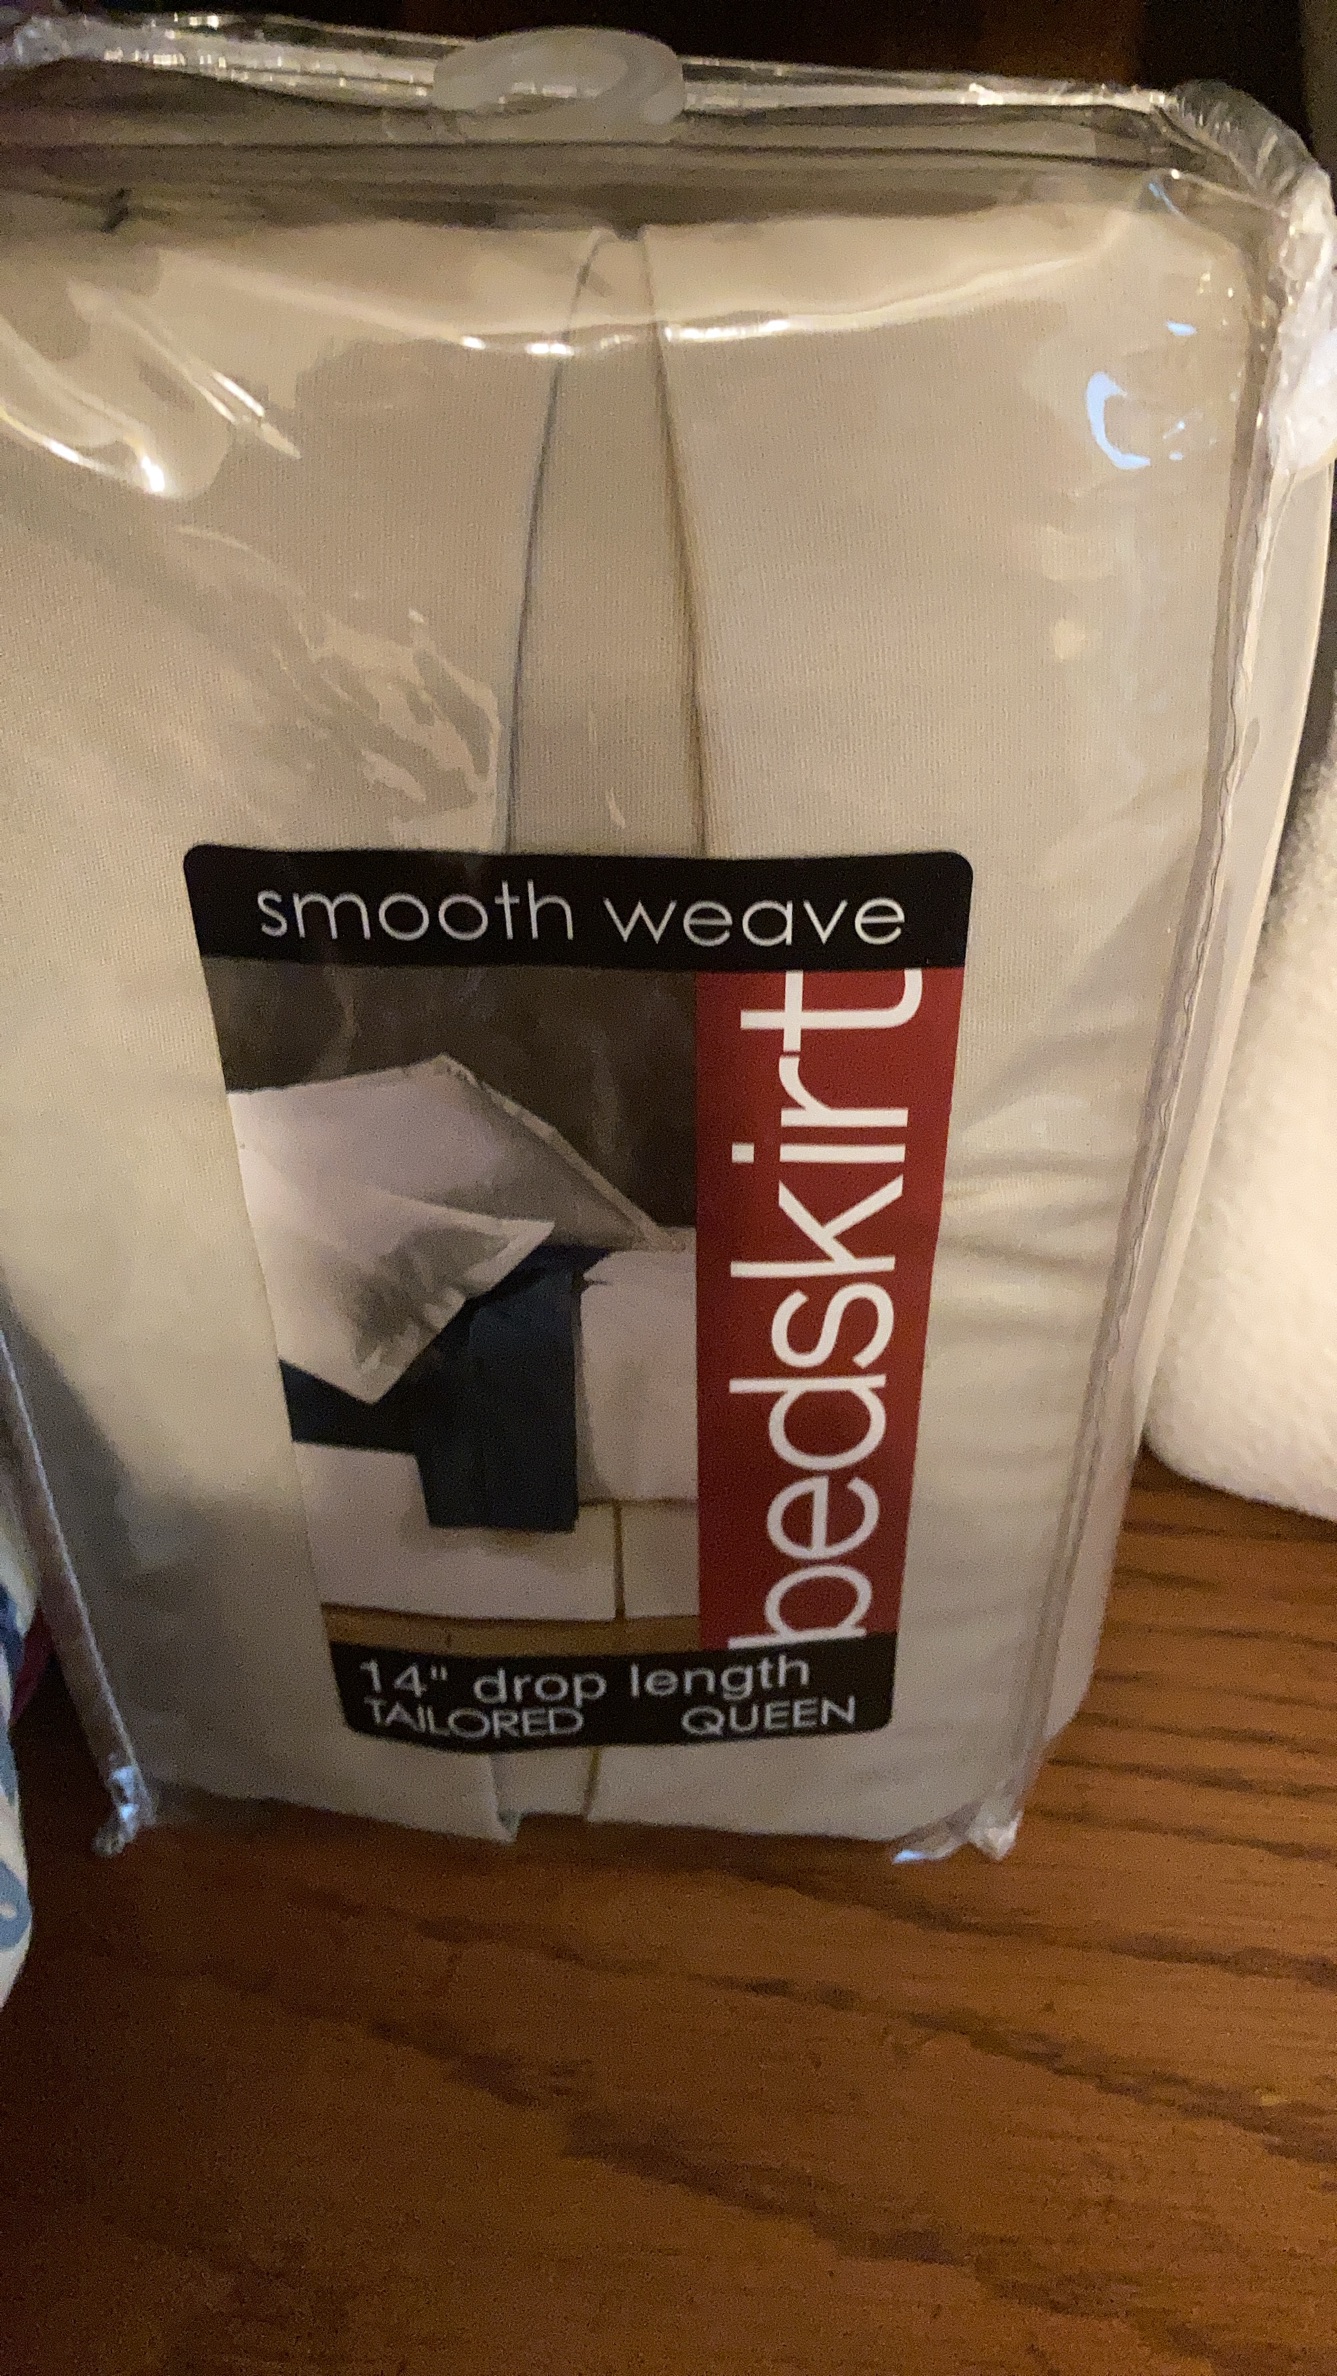 smooth weave
bedskirt
14" drop length
TAILORED QUEEN